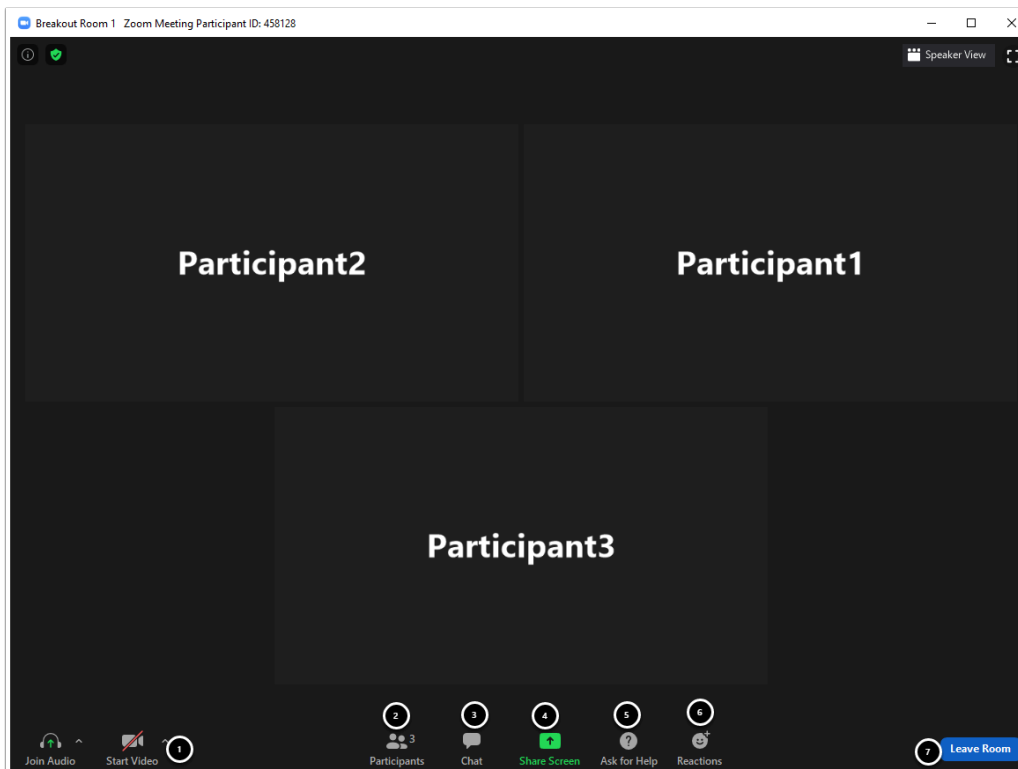 Breakout Room 1 Zoom Meeting Participant ID: 458128
Speaker View
Participant2 Participant1
Participant3
2 3 4 5 6
3
1
7
Join Audio Start Video Participants Chat Share Screen Ask for Help Reactions Leave Room